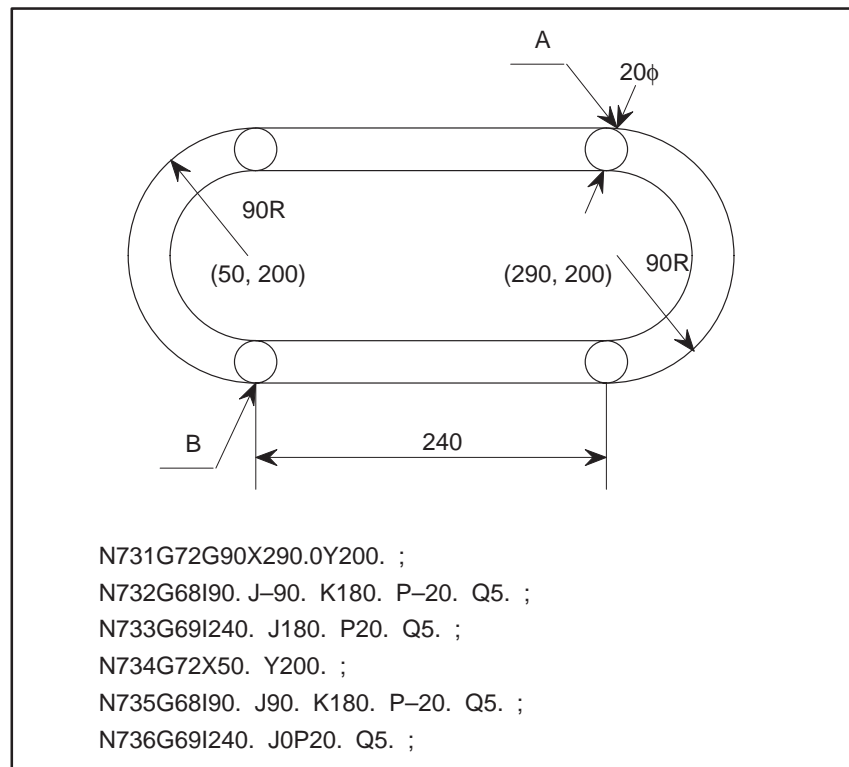 A
20ϕ
90R
(50, 200)
(290, 200)
90R
B
240
N731G72G90X290.0Y200. ;
N732G68I90. J–90. K180. P–20. Q5. ;
N733G69I240. J180. P20. Q5. ;
N734G72X50. Y200. ;
N735G68I90. J90. K180. P–20. Q5. ;
N736G69I240. J0P20. Q5. ;